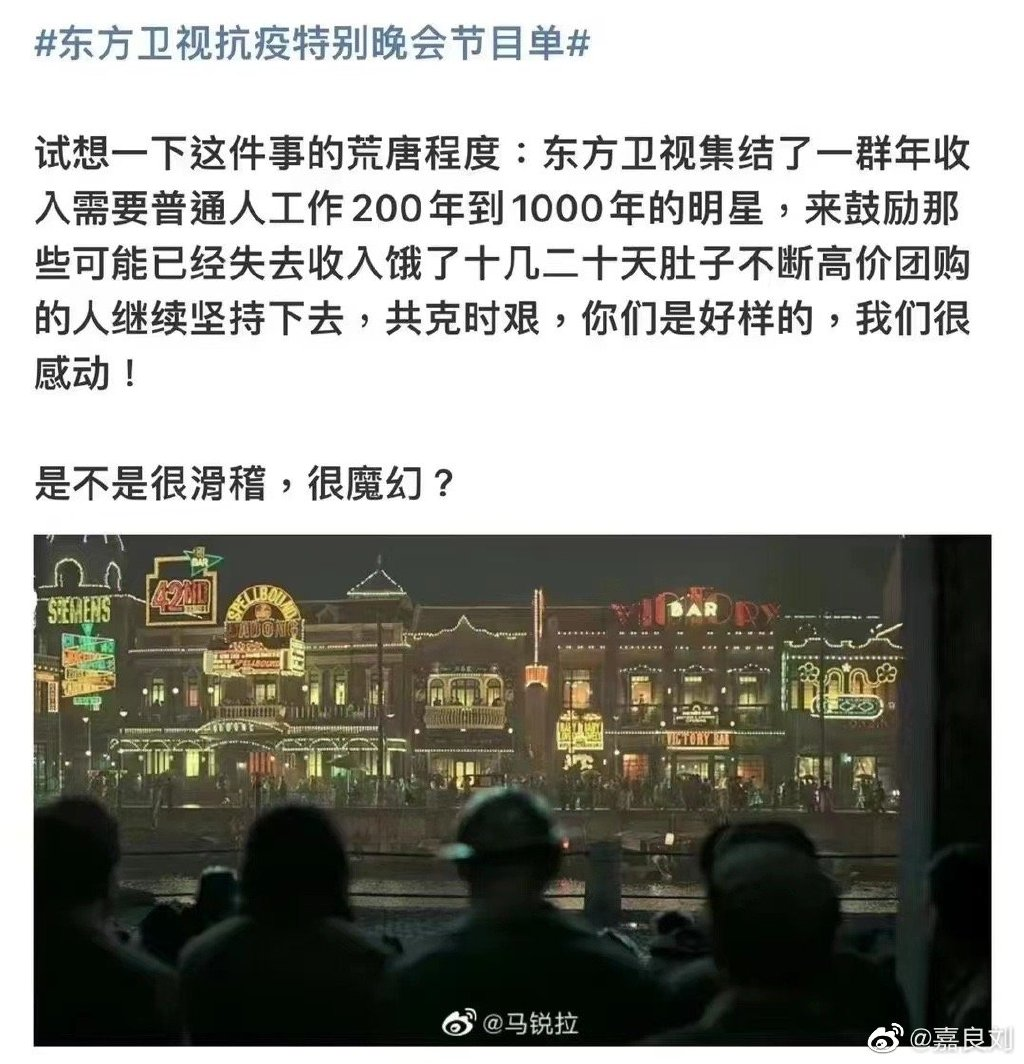 #东方卫视抗疫特别晚会节目单#
试想一下这件事的荒唐程度：东方卫视集结了一群年收
入需要普通人工作200年到1000年的明星，来鼓励那
些可能已经失去收入饿了十几二十天肚子不断高价团购
的人继续坚持下去，共克时艰，你们是好样的，我们很
感动！
是不是很滑稽，很魔幻？
BAR
42ND
SIEMENS
SPELLBOUND
VICTORY
BAR
VICTORY BAR
@马锐拉
@嘉良刘